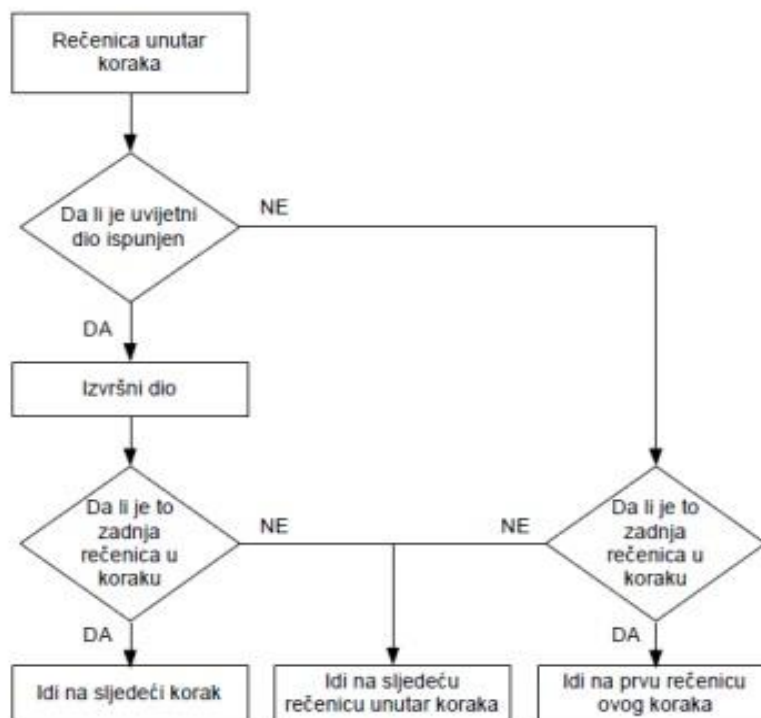 Rečenica unutar
koraka
Da li je uvijetni
dio ispunjen
NE
DA
Izvršni dio
Da li je to
zadnja
rečenica u
koraku
NE
NE
Da li je to
zadnja
rečenica u
koraku
DA
DA
Idi na sljedeći korak
Idi na sljedeću
rečenicu unutar koraka
Idi na prvu rečenicu
ovog koraka